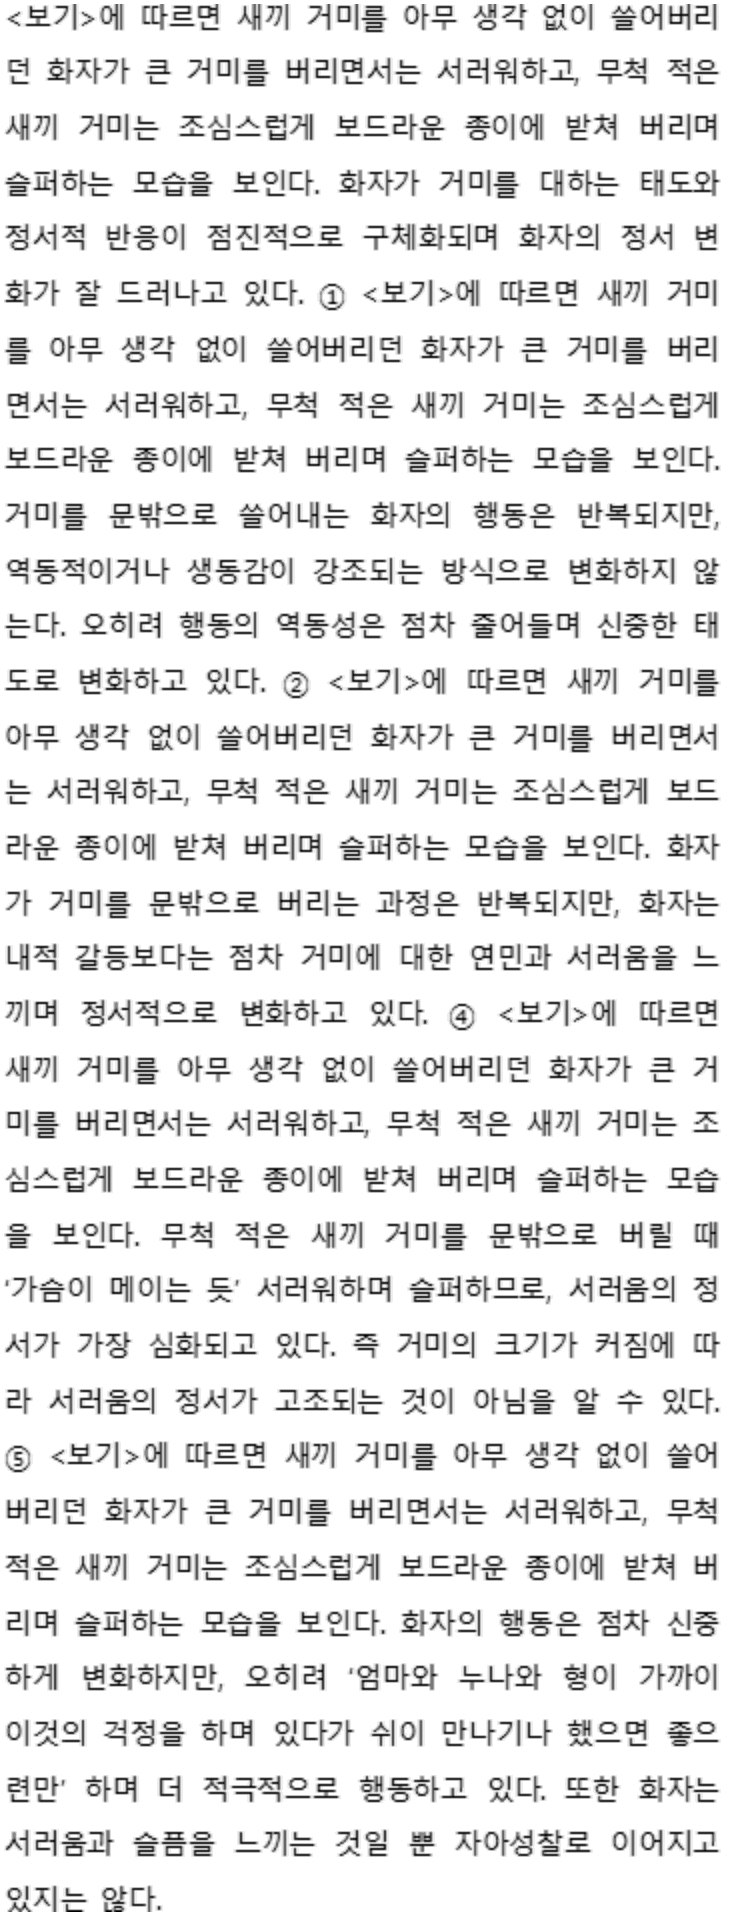 <보기>에 따르면 새끼 거미를 아무 생각 없이 쓸어버리
던 화자가 큰 거미를 버리면서는 서러워하고, 무척 적은
새끼 거미는 조심스럽게 보드라운 종이에 받쳐 버리며
슬퍼하는 모습을 보인다. 화자가 거미를 대하는 태도와
정서적 반응이 점진적으로 구체화되며 화자의 정서 변
화가 잘 드러나고 있다. ① <보기>에 따르면 새끼 거미
를 아무 생각 없이 쓸어버리던 화자가 큰 거미를 버리
면서는 서러워하고, 무척 적은 새끼 거미는 조심스럽게
보드라운 종이에 받쳐 버리며 슬퍼하는 모습을 보인다.
거미를 문밖으로 쓸어내는 화자의 행동은 반복되지만,
역동적이거나 생동감이 강조되는 방식으로 변화하지 않
는다. 오히려 행동의 역동성은 점차 줄어들며 신중한 태
도로 변화하고 있다. ② <보기>에 따르면 새끼 거미를
아무 생각 없이 쓸어버리던 화자가 큰 거미를 버리면서
는 서러워하고, 무척 적은 새끼 거미는 조심스럽게 보드
라운 종이에 받쳐 버리며 슬퍼하는 모습을 보인다. 화자
가 거미를 문밖으로 버리는 과정은 반복되지만, 화자는
내적 갈등보다는 점차 거미에 대한 연민과 서러움을 느
끼며 정서적으로 변화하고 있다. ④ <보기>에 따르면
새끼 거미를 아무 생각 없이 쓸어버리던 화자가 큰 거
미를 버리면서는 서러워하고, 무척 적은 새끼 거미는 조
심스럽게 보드라운 종이에 받쳐 버리며 슬퍼하는 모습
을 보인다. 무척 적은 새끼 거미를 문밖으로 버릴 때
‘가슴이 메이는 듯’ 서러워하며 슬퍼하므로, 서러움의 정
서가 가장 심화되고 있다. 즉 거미의 크기가 커짐에 따
라 서러움의 정서가 고조되는 것이 아님을 알 수 있다.
⑤ <보기>에 따르면 새끼 거미를 아무 생각 없이 쓸어
버리던 화자가 큰 거미를 버리면서는 서러워하고, 무척
적은 새끼 거미는 조심스럽게 보드라운 종이에 받쳐 버
리며 슬퍼하는 모습을 보인다. 화자의 행동은 점차 신중
하게 변화하지만, 오히려 ‘엄마와 누나와 형이 가까이
이것의 걱정을 하며 있다가 쉬이 만나기나 했으면 좋으
련만’ 하며 더 적극적으로 행동하고 있다. 또한 화자는
서러움과 슬픔을 느끼는 것일 뿐 자아성찰로 이어지고
있지는 않다.